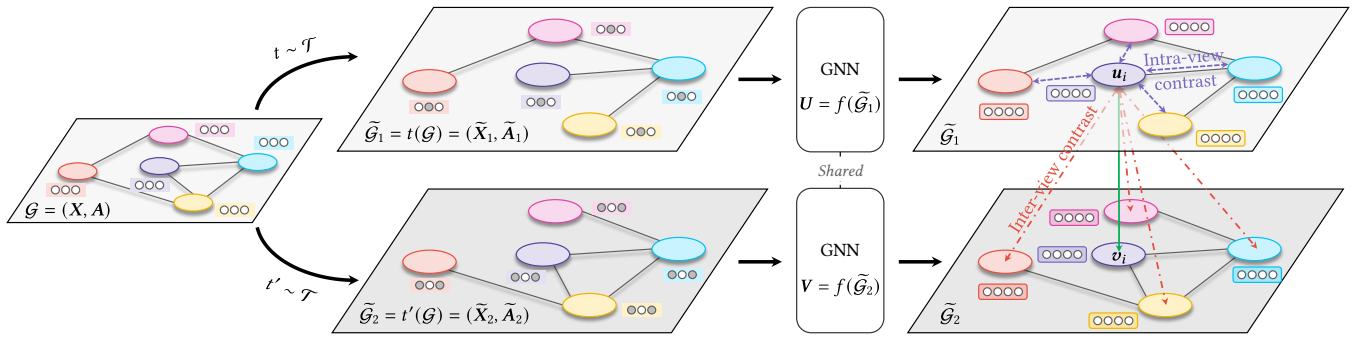 t ~ 𝒯
𝒢 = (X, A)
t′ ~ 𝒯
𝒢̃₁ = t(𝒢) = (X̃₁, Ã₁)
𝒢̃₂ = t′(𝒢) = (X̃₂, Ã₂)
GNN
U = f(𝒢̃₁)
Shared
GNN
V = f(𝒢̃₂)
uᵢ
Intra-view
contrast
𝒢̃₁
Inter-view contrast
vᵢ
𝒢̃₂